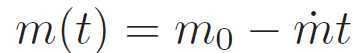 m(t) = m₀ − ṁt